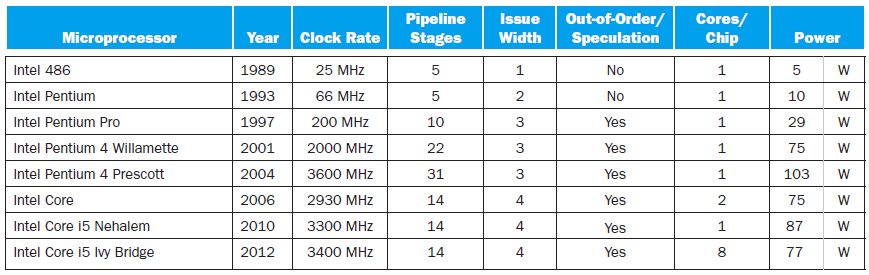 Microprocessor Year Clock Rate Pipeline Stages Issue Width Out-of-Order/ Speculation Cores/ Chip Power
Intel 486 1989 25 MHz 5 1 No 1 5 W
Intel Pentium 1993 66 MHz 5 2 No 1 10 W
Intel Pentium Pro 1997 200 MHz 10 3 Yes 1 29 W
Intel Pentium 4 Willamette 2001 2000 MHz 22 3 Yes 1 75 W
Intel Pentium 4 Prescott 2004 3600 MHz 31 3 Yes 1 103 W
Intel Core 2006 2930 MHz 14 4 Yes 2 75 W
Intel Core i5 Nehalem 2010 3300 MHz 14 4 Yes 1 87 W
Intel Core i5 Ivy Bridge 2012 3400 MHz 14 4 Yes 8 77 W